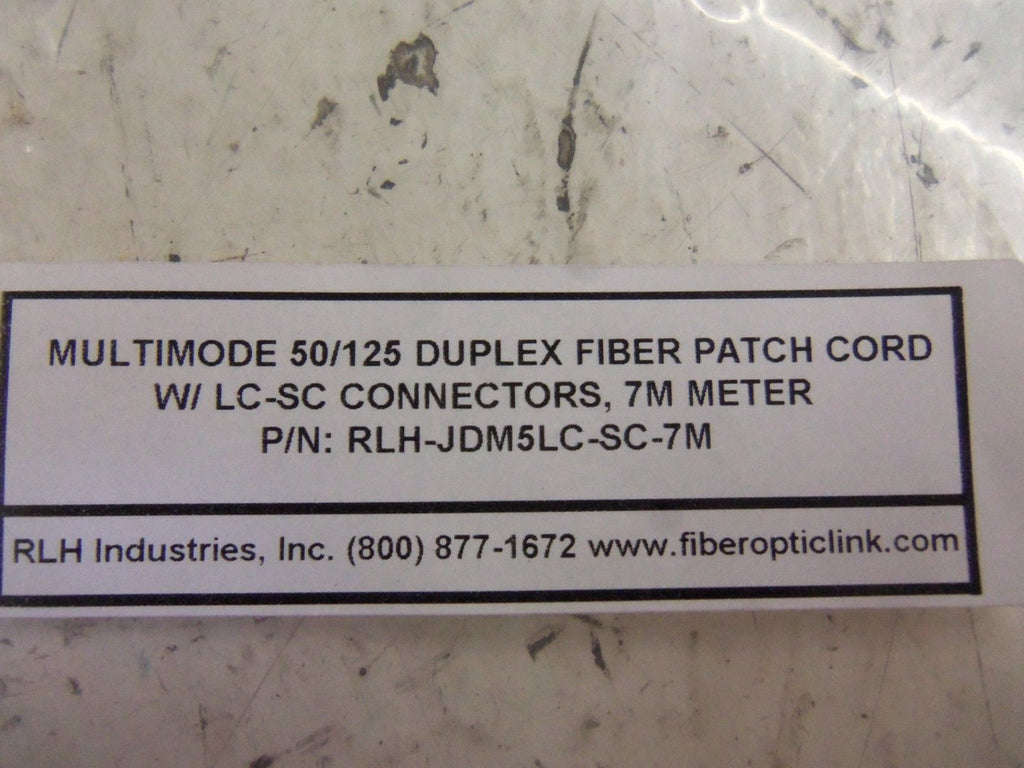 MULTIMODE 50/125 DUPLEX FIBER PATCH CORD
W/ LC-SC CONNECTORS, 7M METER
P/N: RLH-JDM5LC-SC-7M
RLH Industries, Inc. (800) 877-1672 www.fiberopticlink.com